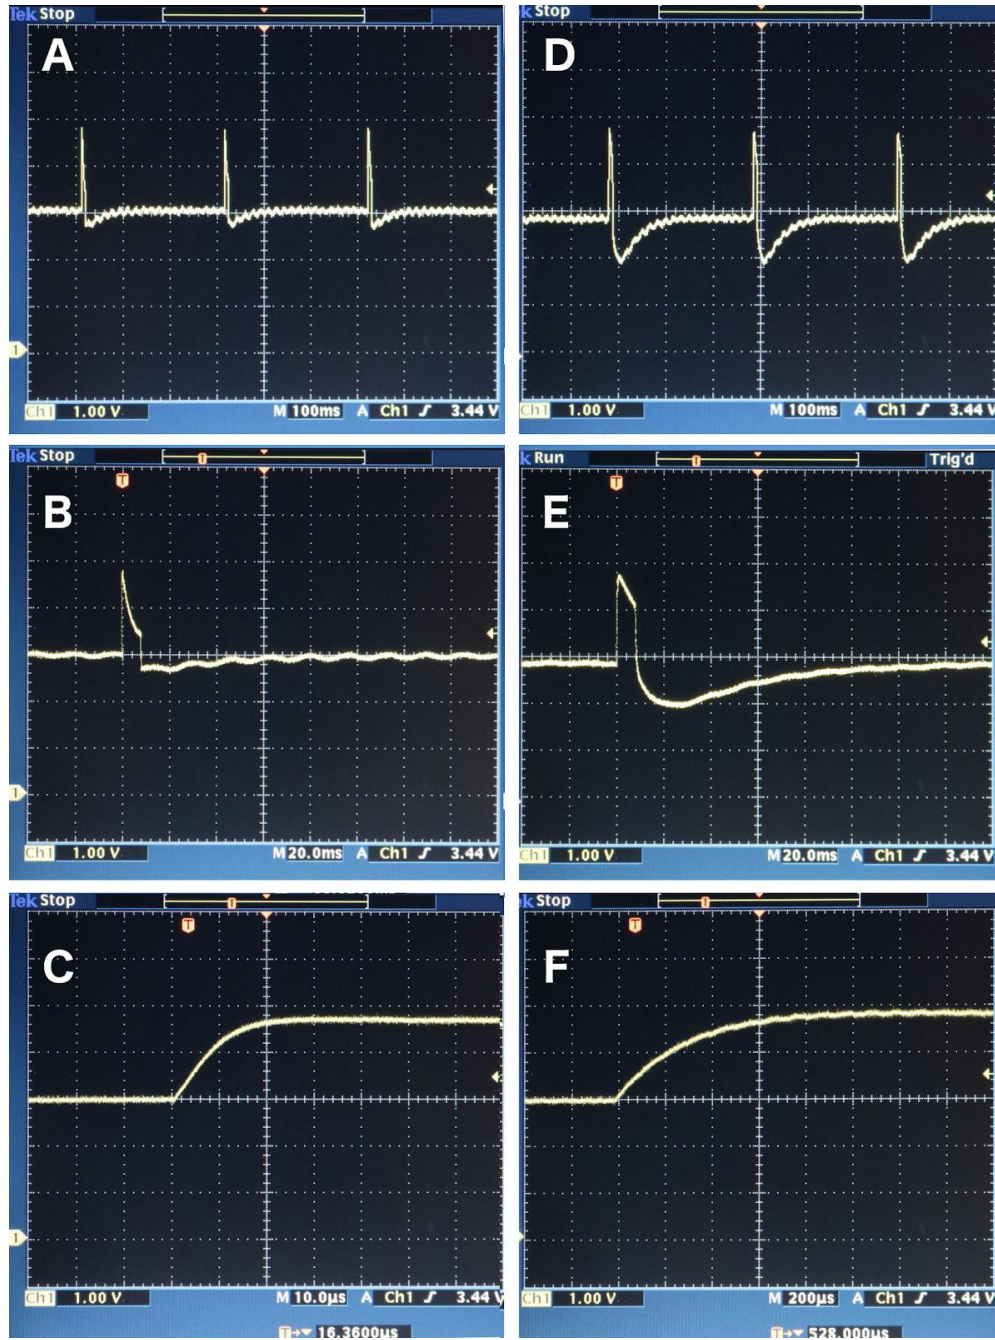 Tek Stop
A
1
Ch1 1.00 V M 100ms A Ch1 3.44 V
Stop
D
Ch1 1.00 V M 100ms A Ch1 3.44 V
Tek Stop
T
B
1
Ch1 1.00 V M 20.0ms A Ch1 3.44 V
k Run Trig'd
T
E
Ch1 1.00 V M 20.0ms A Ch1 3.44 V
Tek Stop
T
C
1
Ch1 1.00 V M 10.0µs A Ch1 3.44 V
T 16.3600µs
k Stop
T
F
Ch1 1.00 V M 200µs A Ch1 3.44 V
T 528.000µs